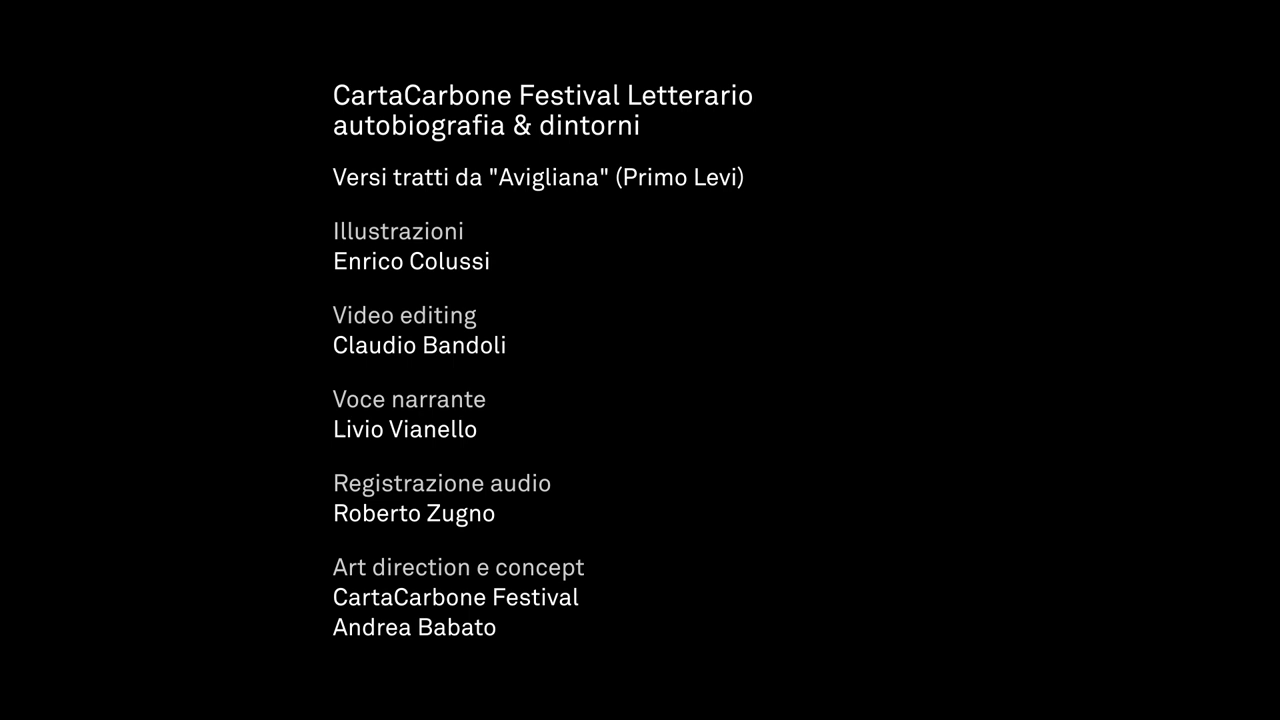 CartaCarbone Festival Letterario
autobiografia & dintorni
Versi tratti da "Avigliana" (Primo Levi)
Illustrazioni
Enrico Colussi
Video editing
Claudio Bandoli
Voce narrante
Livio Vianello
Registrazione audio
Roberto Zugno
Art direction e concept
CartaCarbone Festival
Andrea Babato